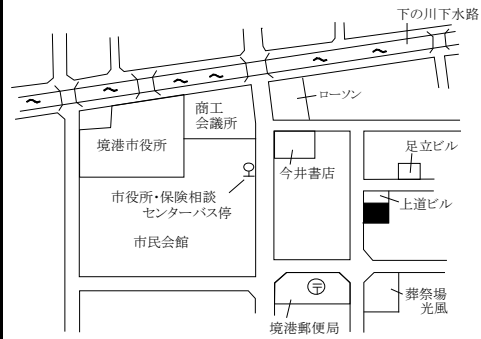 下の川下水路
ローソン
商工
会議所
境港市役所
足立ビル
今井書店
市役所・保険相談
センターバス停
上道ビル
市民会館
葬祭場
光風
境港郵便局